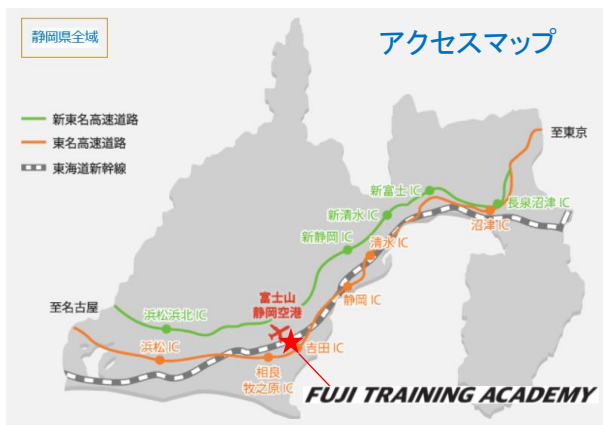 静岡県全域
アクセスマップ
新東名高速道路
東名高速道路
東海道新幹線
至東京
新富士 IC
長泉沼津 IC
新清水 IC
沼津 IC
新静岡 IC
清水 IC
富士山
静岡空港
静岡 IC
至名古屋
浜松浜北 IC
浜松 IC
吉田 IC
相良
牧之原 IC
FUJI TRAINING ACADEMY